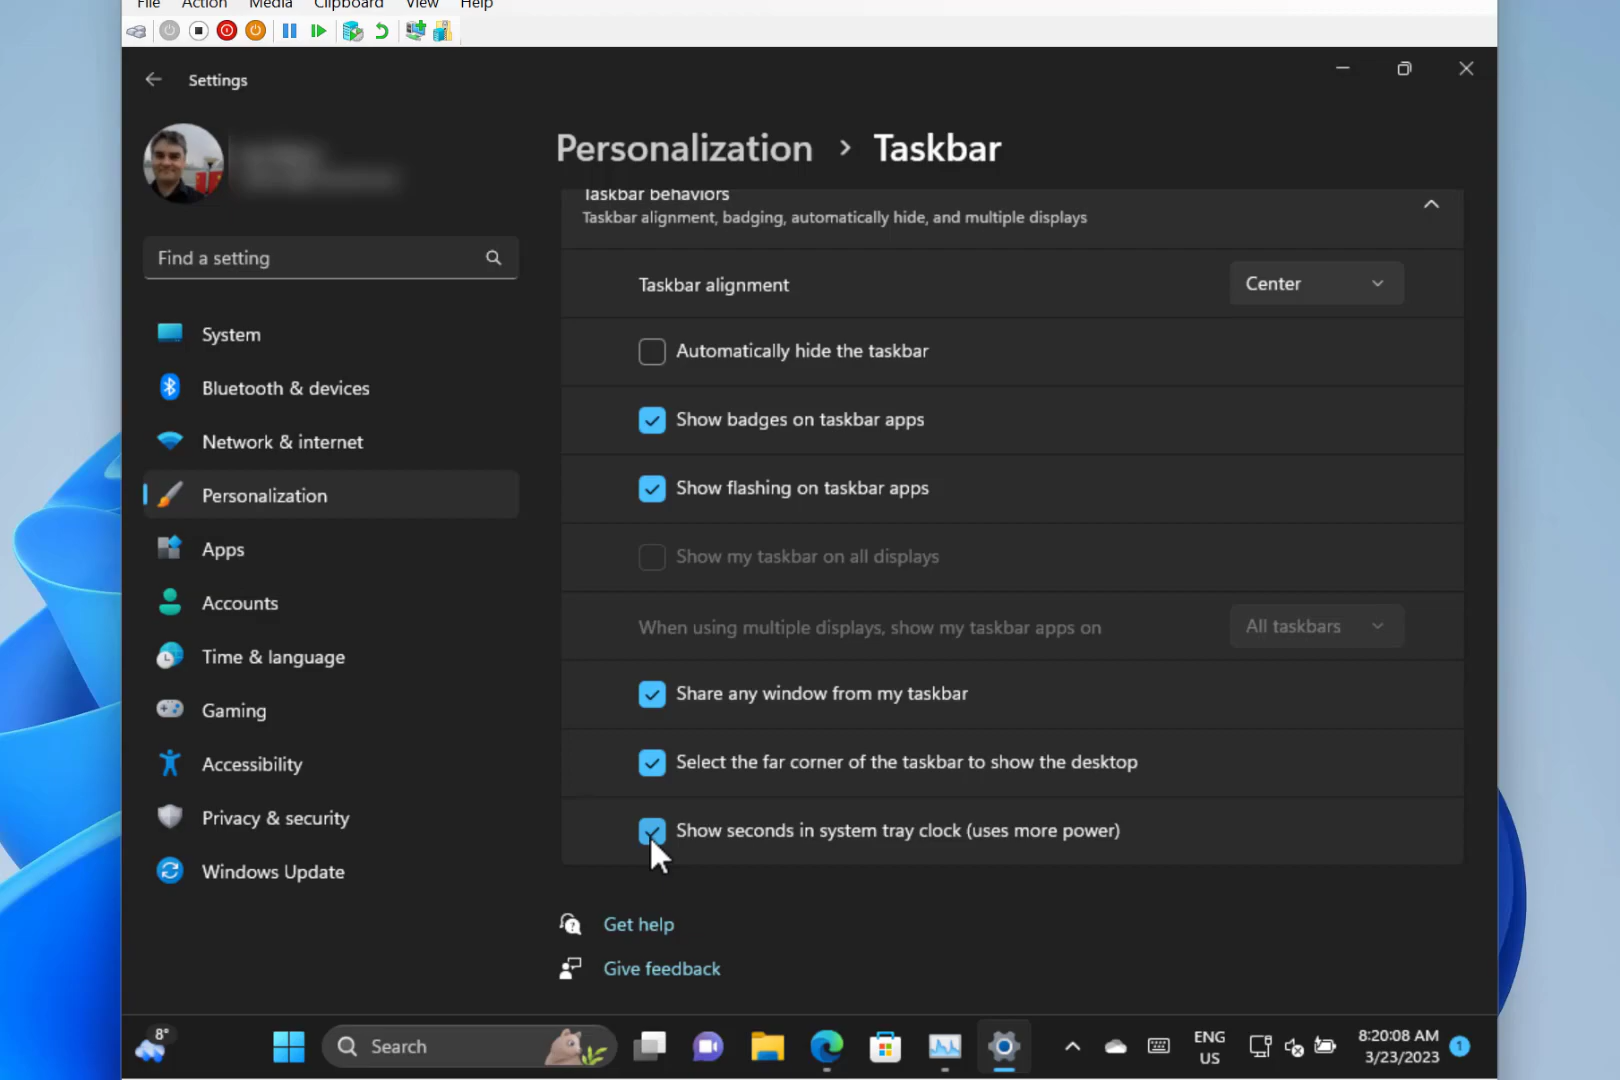 File Action Media Clipboard View Help
Settings
Personalization > Taskbar
Taskbar behaviors
Taskbar alignment, badging, automatically hide, and multiple displays
Find a setting
Taskbar alignment Center
System
Automatically hide the taskbar
Bluetooth & devices
Show badges on taskbar apps
Network & internet
Show flashing on taskbar apps
Personalization
Apps
Show my taskbar on all displays
Accounts
When using multiple displays, show my taskbar apps on All taskbars
Time & language
Share any window from my taskbar
Gaming
Select the far corner of the taskbar to show the desktop
Accessibility
Show seconds in system tray clock (uses more power)
Privacy & security
Windows Update
Get help
Give feedback
8°
Search
ENG
US
8:20:08 AM
3/23/2023
1